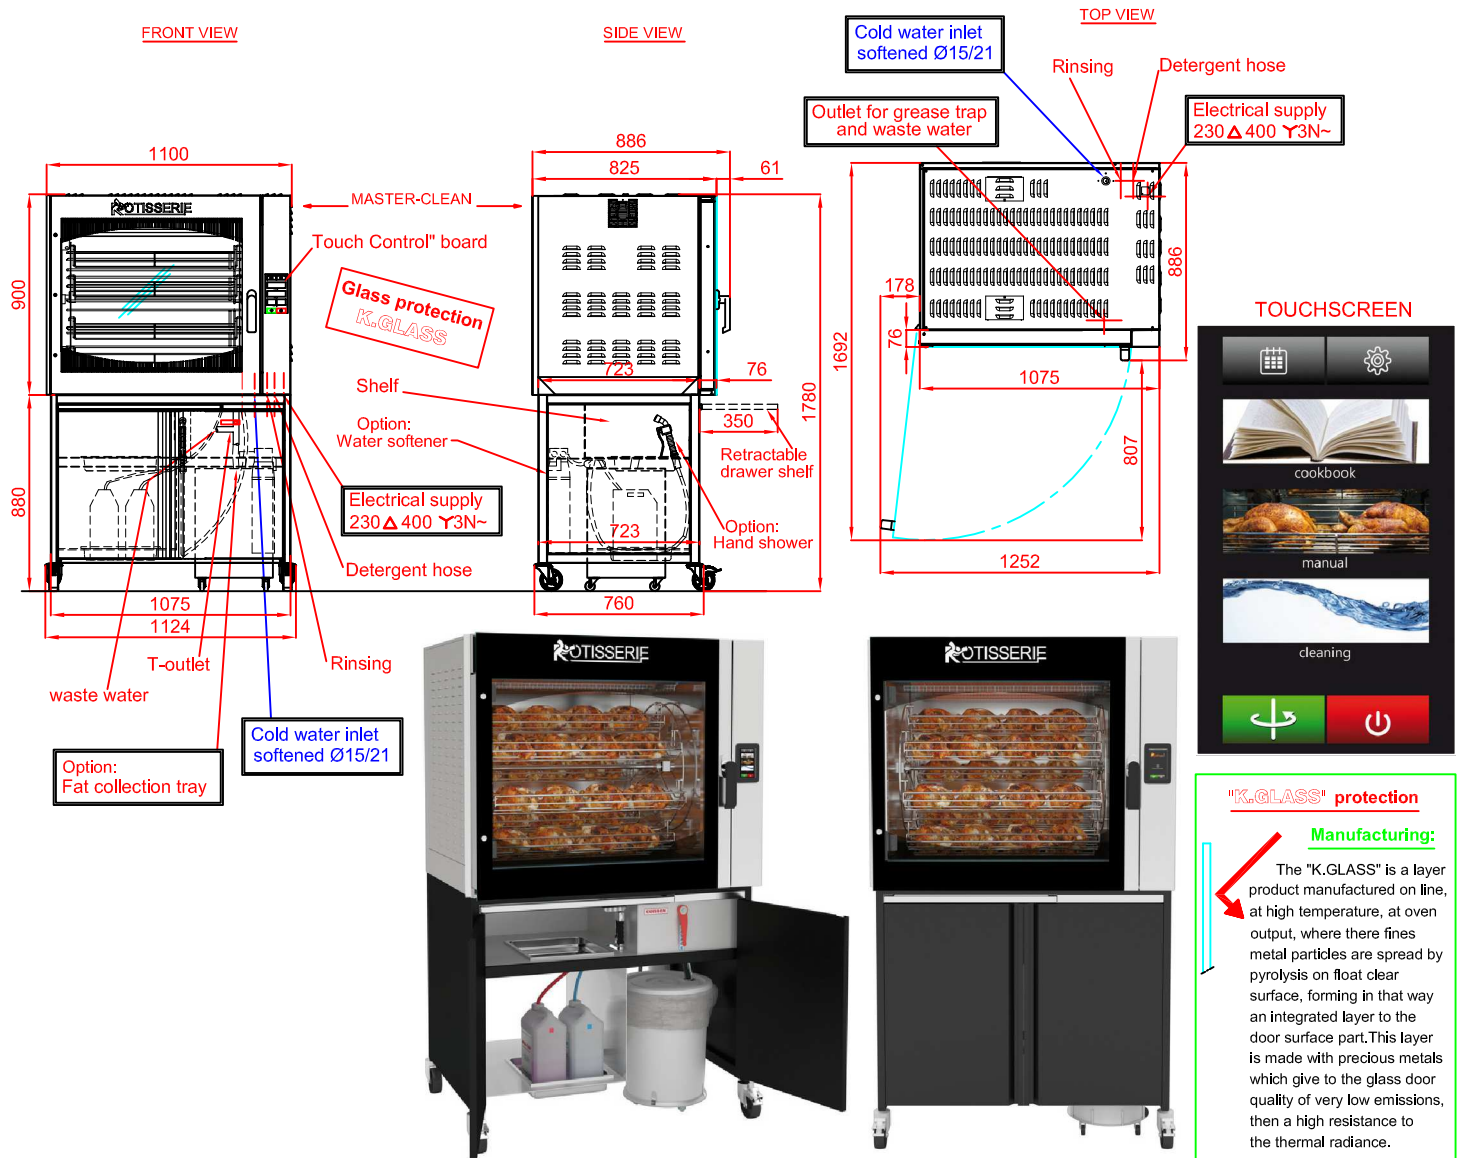 FRONT VIEW
SIDE VIEW
TOP VIEW
Cold water inlet
softened Ø15/21
Rinsing
Detergent hose
Outlet for grease trap
and waste water
Electrical supply
230 Δ 400 Y3N~
1100
886
825
61
ROTISSERIE
MASTER-CLEAN
Touch Control" board
Glass protection
K.GLASS
900
723
76
1780
1692
178
76
886
1075
807
1252
Shelf
Option:
Water softener
350
Retractable
drawer shelf
880
Electrical supply
230 Δ 400 Y3N~
723
Option:
Hand shower
Detergent hose
1075
1124
760
T-outlet
Rinsing
waste water
Cold water inlet
softened Ø15/21
Option:
Fat collection tray
ROTISSERIE
ROTISSERIE
TOUCHSCREEN
cookbook
manual
cleaning
"K.GLASS" protection
Manufacturing:
The "K.GLASS" is a layer
product manufactured on line,
at high temperature, at oven
output, where there fines
metal particles are spread by
pyrolysis on float clear
surface, forming in that way
an integrated layer to the
door surface part.This layer
is made with precious metals
which give to the glass door
quality of very low emissions,
then a high resistance to
the thermal radiance.